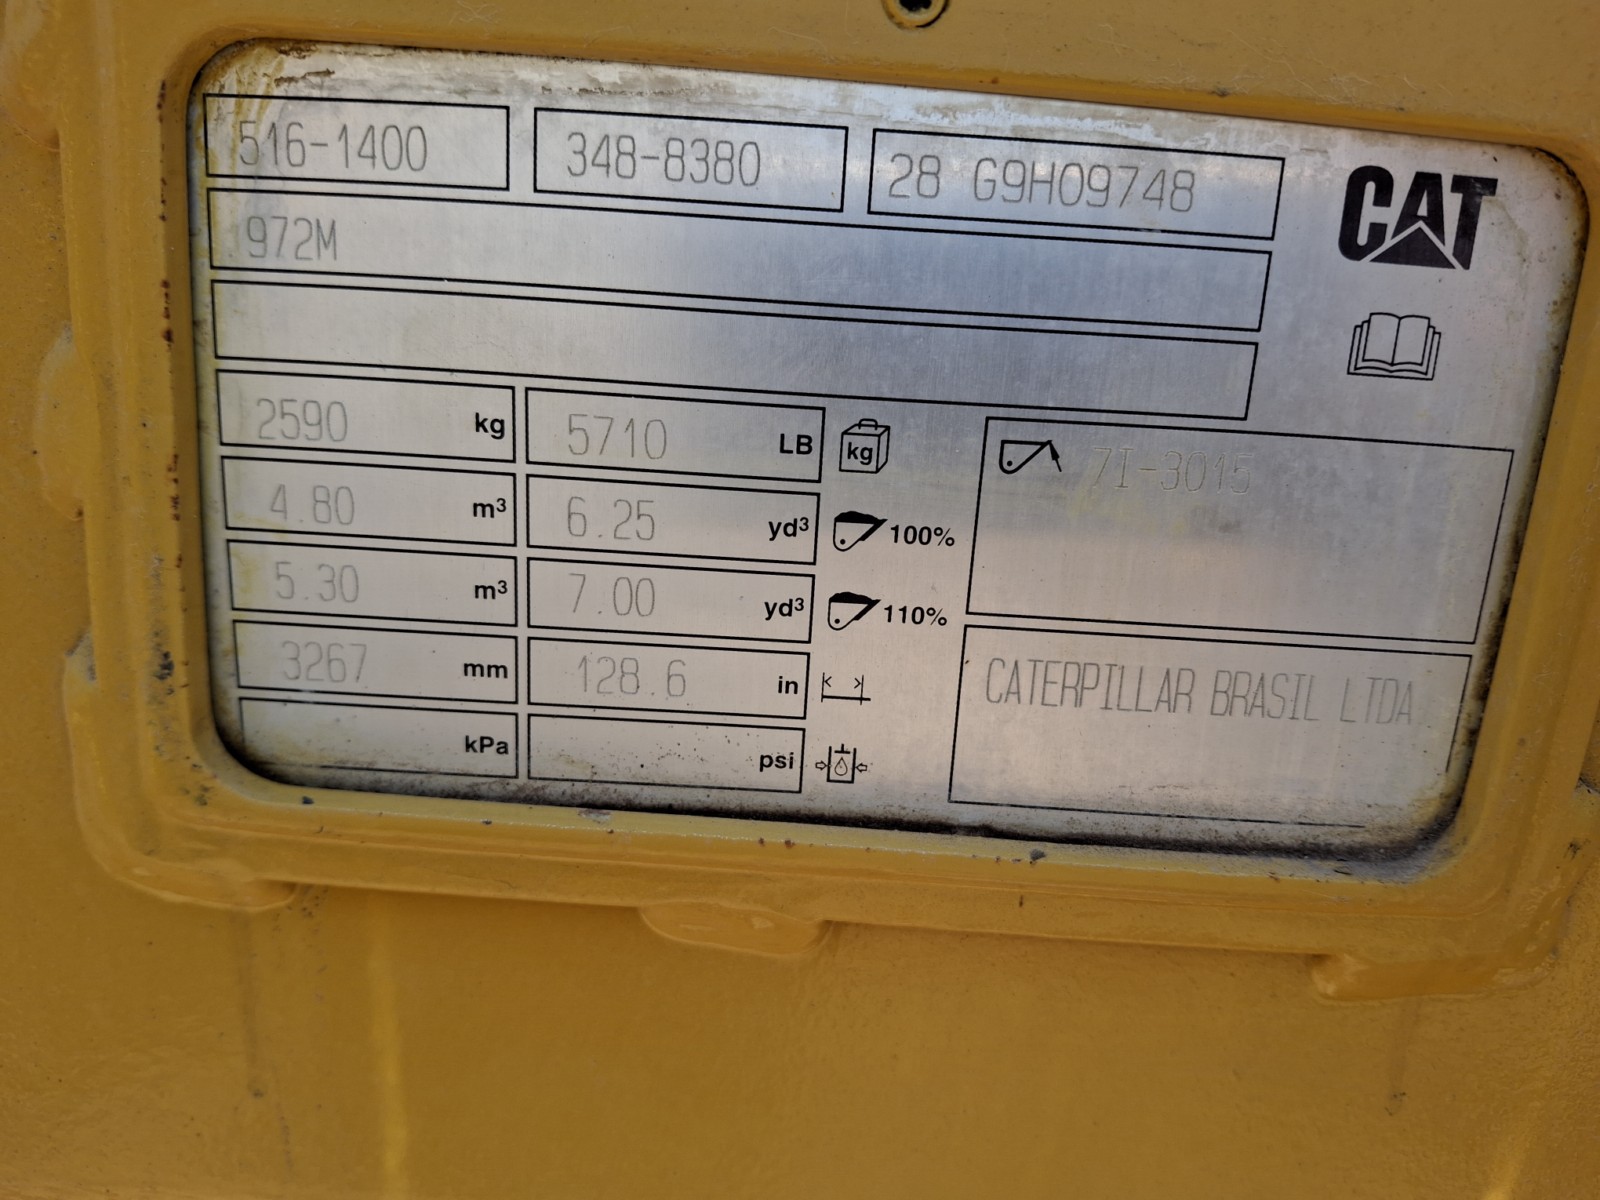 516-1400 348-8380 28 G9H09748 CAT
972M
2590 kg 5710 LB kg
7I-3015
4.80 m³ 6.25 yd³ 100%
5.30 m³ 7.00 yd³ 110%
3267 mm 128.6 in
CATERPILLAR BRASIL LTDA
kPa psi